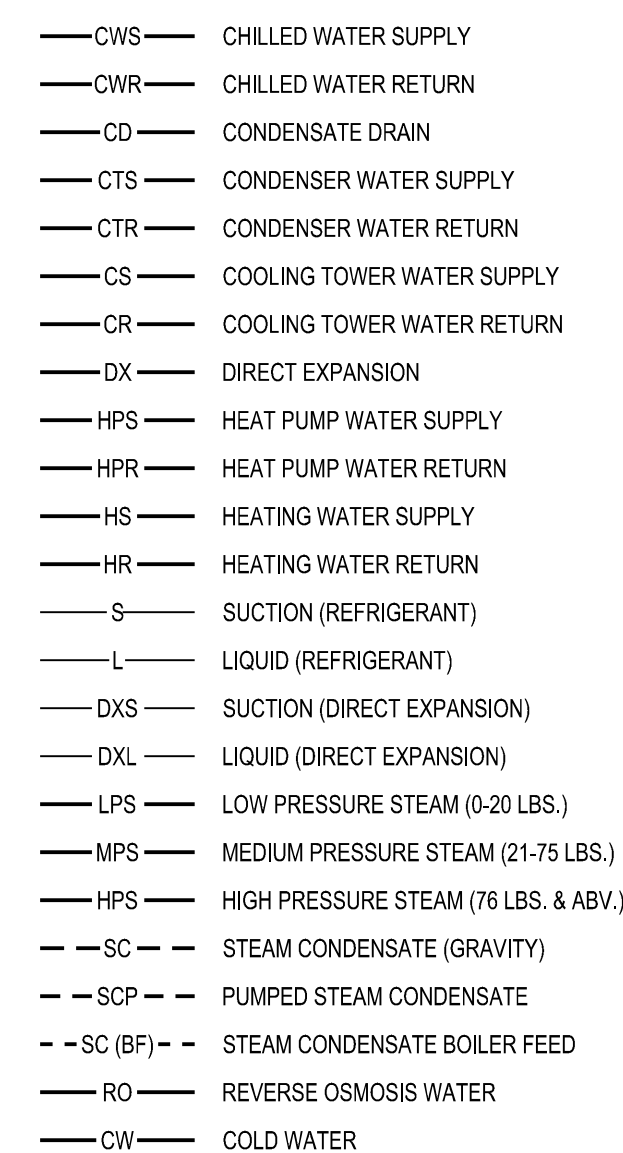 CWS CHILLED WATER SUPPLY
CWR CHILLED WATER RETURN
CD CONDENSATE DRAIN
CTS CONDENSER WATER SUPPLY
CTR CONDENSER WATER RETURN
CS COOLING TOWER WATER SUPPLY
CR COOLING TOWER WATER RETURN
DX DIRECT EXPANSION
HPS HEAT PUMP WATER SUPPLY
HPR HEAT PUMP WATER RETURN
HS HEATING WATER SUPPLY
HR HEATING WATER RETURN
S SUCTION (REFRIGERANT)
L LIQUID (REFRIGERANT)
DXS SUCTION (DIRECT EXPANSION)
DXL LIQUID (DIRECT EXPANSION)
LPS LOW PRESSURE STEAM (0-20 LBS.)
MPS MEDIUM PRESSURE STEAM (21-75 LBS.)
HPS HIGH PRESSURE STEAM (76 LBS. & ABV.)
SC STEAM CONDENSATE (GRAVITY)
SCP PUMPED STEAM CONDENSATE
SC (BF) STEAM CONDENSATE BOILER FEED
RO REVERSE OSMOSIS WATER
CW COLD WATER